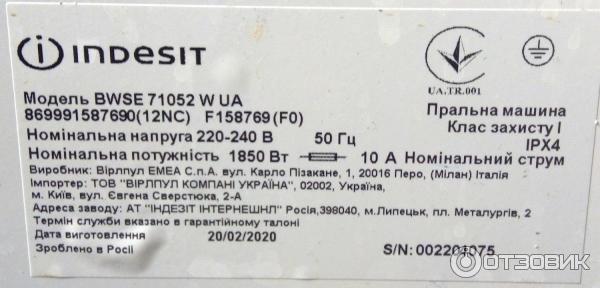 INDESIT
UA.TR.001
Модель BWSE 71052 W UA
869991587690(12NC) F158769(F0)
Пральна машина
Клас захисту I
Номінальна напруга 220-240 В 50 Гц
IPX4
Номінальна потужність 1850 Вт 10 А Номінальний струм
Виробник: Вірлпул ЕМЕА С.п.А. вул. Карло Пізакане, 1, 20016 Перо, (Мілан) Італія
Імпортер: ТОВ "ВІРЛПУЛ КОМПАНІ УКРАЇНА", 02002, Україна,
м. Київ, вул. Євгена Сверстюка, 2-А
Адреса заводу: АТ "ІНДЕЗІТ ІНТЕРНЕШНЛ" Росія,398040, м.Липецьк, пл. Металургів, 2
Термін служби вказано в гарантійному талоні
Дата виготовлення 20/02/2020
Зроблено в Росії
S/N: 002201075
ОТЗОВИК